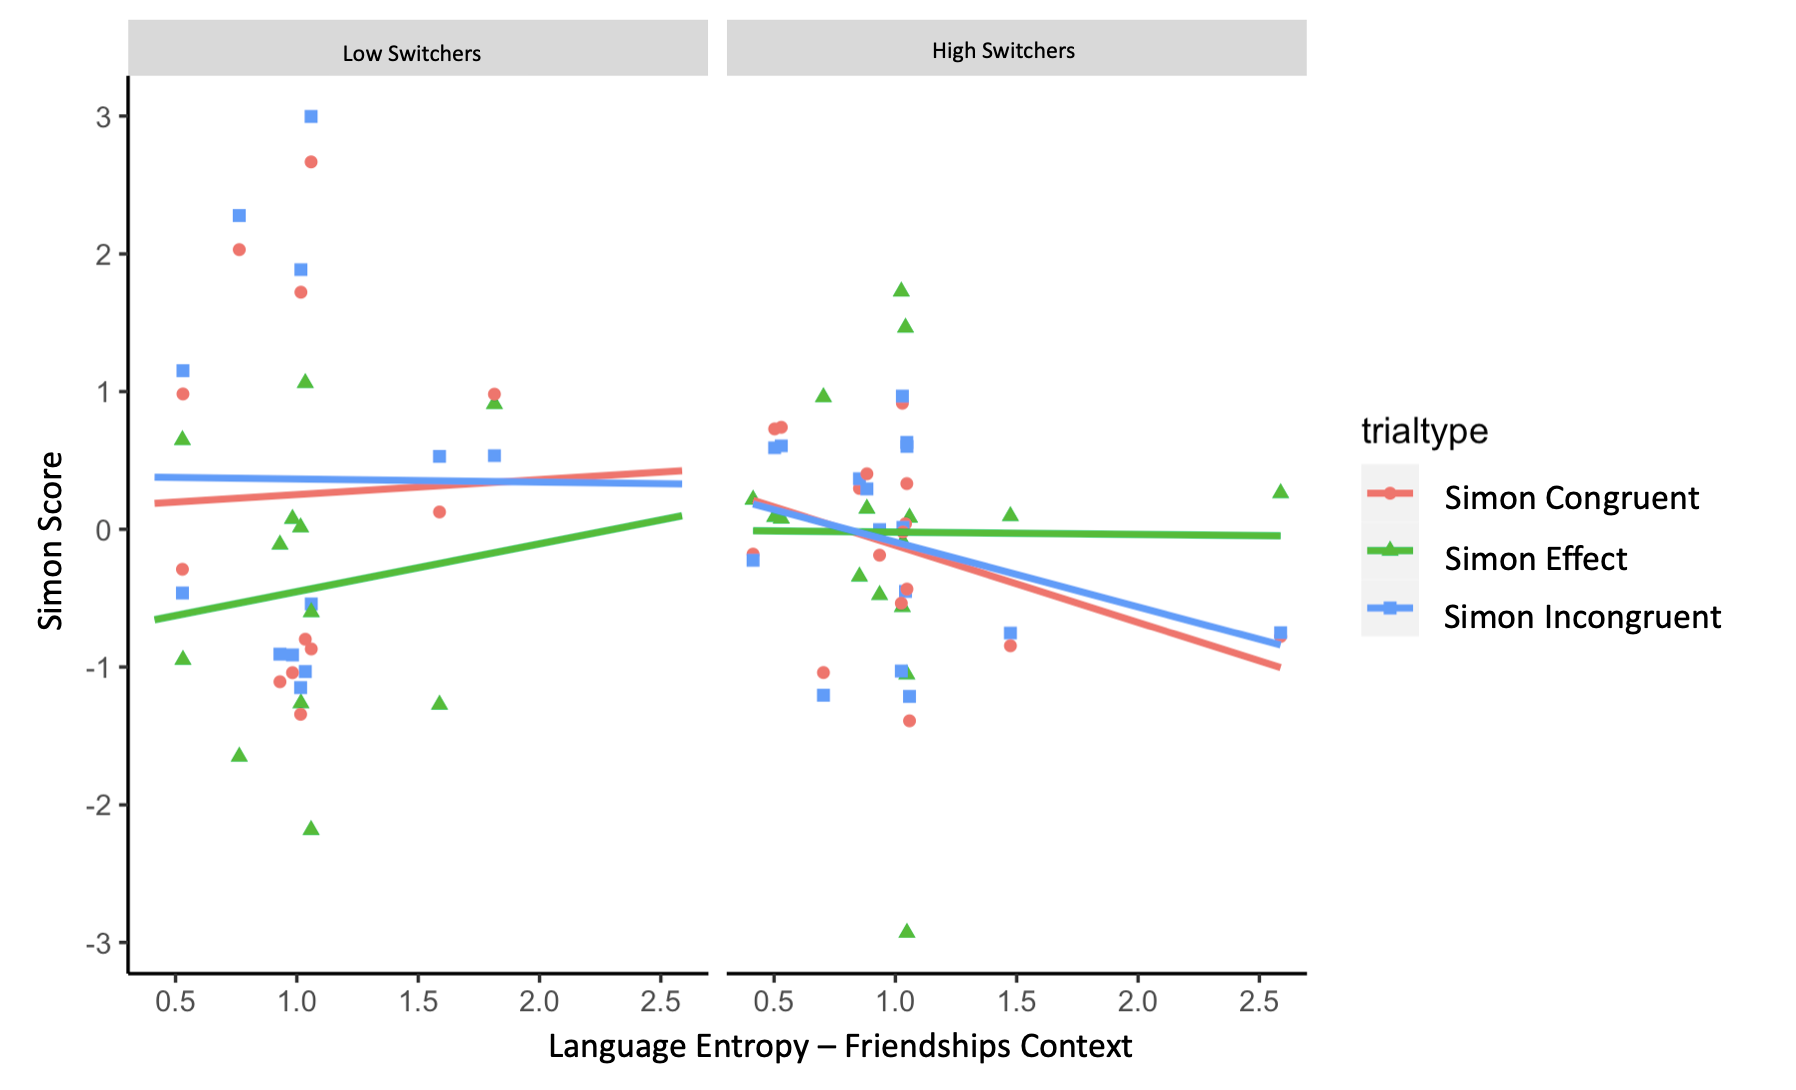 Low Switchers
High Switchers
3
2
1
0
-1
-2
-3
Simon Score
0.5 1.0 1.5 2.0 2.5
0.5 1.0 1.5 2.0 2.5
Language Entropy – Friendships Context
trialtype
Simon Congruent
Simon Effect
Simon Incongruent